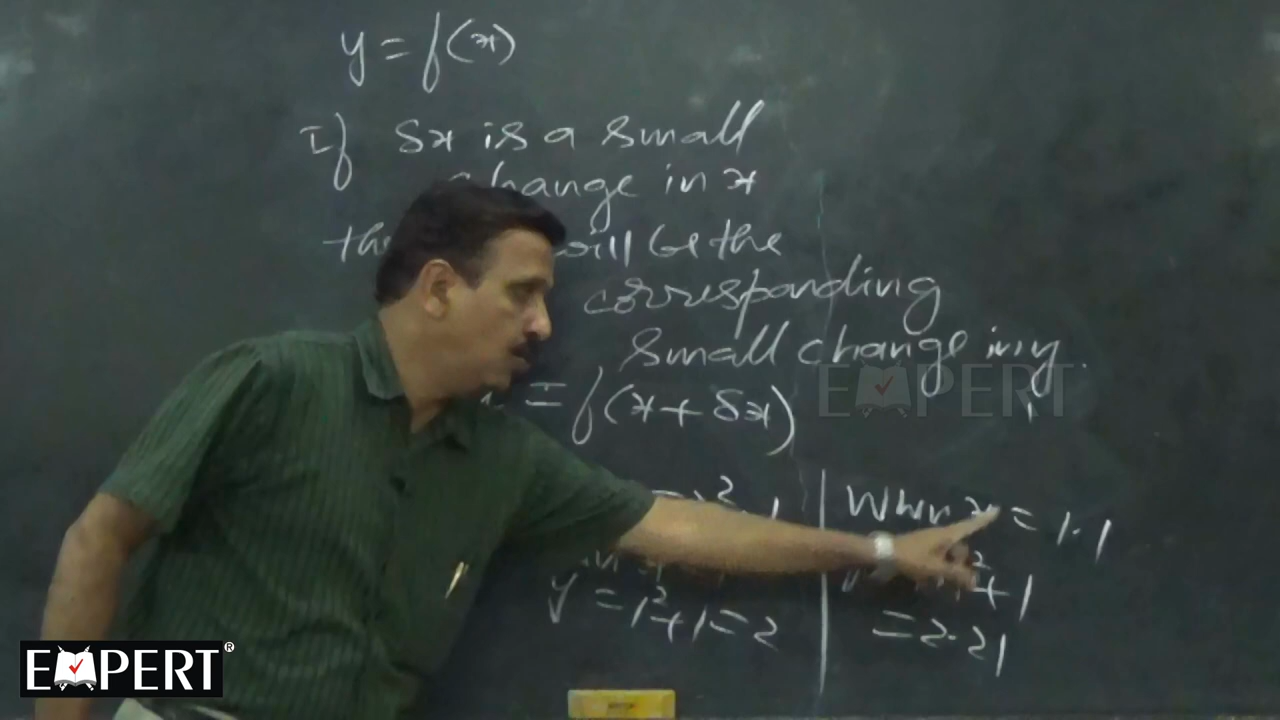 y = f(x)
If δx is a small
change in x
the will be the
corresponding
small change in y.
= f(x + δx)
EXPERT
When x = 1.1
y = 1² + 1 = 2
+ 1
= 2.21
EXPERT®